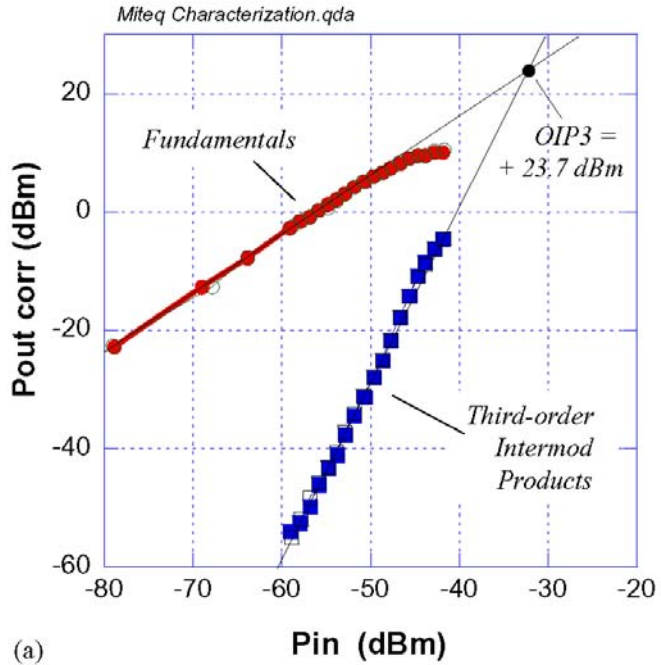 Miteq Characterization.qda
20
0
-20
-40
-60
Pout corr (dBm)
Fundamentals
OIP3 =
+ 23.7 dBm
Third-order
Intermod
Products
-80 -70 -60 -50 -40 -30 -20
Pin (dBm)
(a)